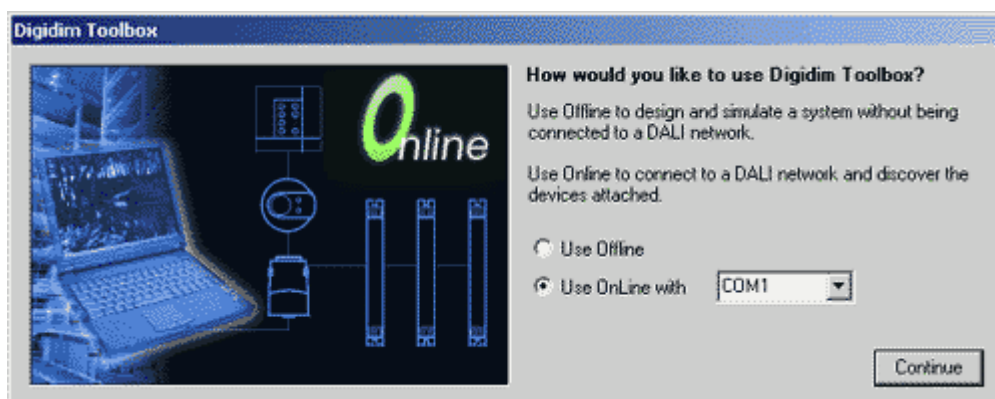 Digidim Toolbox
Online
How would you like to use Digidim Toolbox?
Use Offline to design and simulate a system without being
connected to a DALI network.
Use Online to connect to a DALI network and discover the
devices attached.
Use Offline
Use OnLine with
COM1
Continue